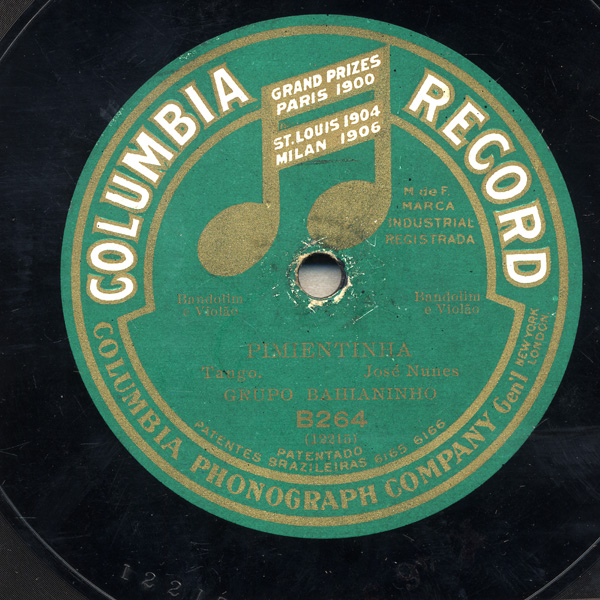 COLUMBIA RECORD
GRAND PRIZES
PARIS 1900
ST. LOUIS 1904
MILAN 1906
M de F.
MARCA
INDUSTRIAL
REGISTRADA
Bandolim
e Violão
Bandolim
e Violão
PIMIENTINHA
Tango. José Nunes
GRUPO BAHIANINHO
B264
(12215)
PATENTADO
PATENTES BRAZILEIRAS 6165 6166
COLUMBIA PHONOGRAPH COMPANY Gen'l NEW YORK
LONDON